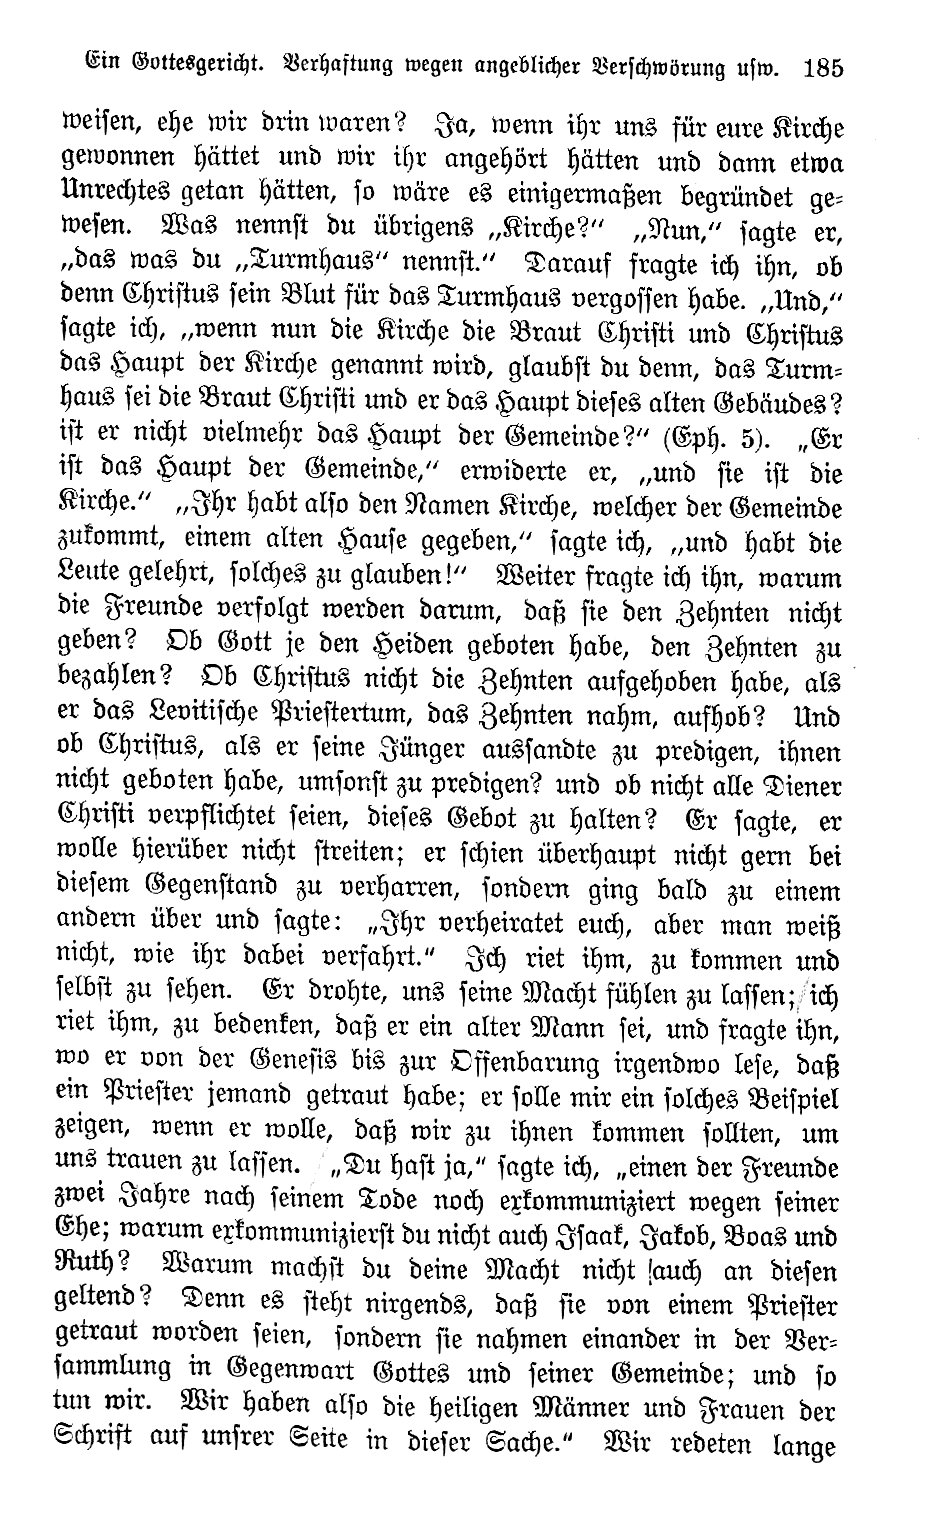 Ein Gottesgericht. Verhaftung wegen angeblicher Verschwörung usw. 185
weisen, ehe wir drin waren? Ja, wenn ihr uns für eure Kirche
gewonnen hättet und wir ihr angehört hätten und dann etwa
Unrechtes getan hätten, so wäre es einigermaßen begründet ge-
wesen. Was nennst du übrigens „Kirche?“ „Nun,“ sagte er,
„das was du „Turmhaus“ nennst.“ Darauf fragte ich ihn, ob
denn Christus sein Blut für das Turmhaus vergossen habe. „Und,“
sagte ich, „wenn nun die Kirche die Braut Christi und Christus
das Haupt der Kirche genannt wird, glaubst du denn, das Turm-
haus sei die Braut Christi und er das Haupt dieses alten Gebäudes?
ist er nicht vielmehr das Haupt der Gemeinde?“ (Eph. 5). „Er
ist das Haupt der Gemeinde,“ erwiderte er, „und sie ist die
Kirche.“ „Ihr habt also den Namen Kirche, welcher der Gemeinde
zukommt, einem alten Hause gegeben,“ sagte ich, „und habt die
Leute gelehrt, solches zu glauben!“ Weiter fragte ich ihn, warum
die Freunde verfolgt werden darum, daß sie den Zehnten nicht
geben? Ob Gott je den Heiden geboten habe, den Zehnten zu
bezahlen? Ob Christus nicht die Zehnten aufgehoben habe, als
er das Levitische Priestertum, das Zehnten nahm, aufhob? Und
ob Christus, als er seine Jünger aussandte zu predigen, ihnen
nicht geboten habe, umsonst zu predigen? und ob nicht alle Diener
Christi verpflichtet seien, dieses Gebot zu halten? Er sagte, er
wolle hierüber nicht streiten; er schien überhaupt nicht gern bei
diesem Gegenstand zu verharren, sondern ging bald zu einem
andern über und sagte: „Ihr verheiratet euch, aber man weiß
nicht, wie ihr dabei verfahrt.“ Ich riet ihm, zu kommen und
selbst zu sehen. Er drohte, uns seine Macht fühlen zu lassen; ich
riet ihm, zu bedenken, daß er ein alter Mann sei, und fragte ihn,
wo er von der Genesis bis zur Offenbarung irgendwo lese, daß
ein Priester jemand getraut habe; er solle mir ein solches Beispiel
zeigen, wenn er wolle, daß wir zu ihnen kommen sollten, um
uns trauen zu lassen. „Du hast ja,“ sagte ich, „einen der Freunde
zwei Jahre nach seinem Tode noch exkommuniziert wegen seiner
Ehe; warum exkommunizierst du nicht auch Isaak, Jakob, Boas und
Ruth? Warum machst du deine Macht nicht auch an diesen
geltend? Denn es steht nirgends, daß sie von einem Priester
getraut worden seien, sondern sie nahmen einander in der Ver-
sammlung in Gegenwart Gottes und seiner Gemeinde; und so
tun wir. Wir haben also die heiligen Männer und Frauen der
Schrift auf unsrer Seite in dieser Sache.“ Wir redeten lange